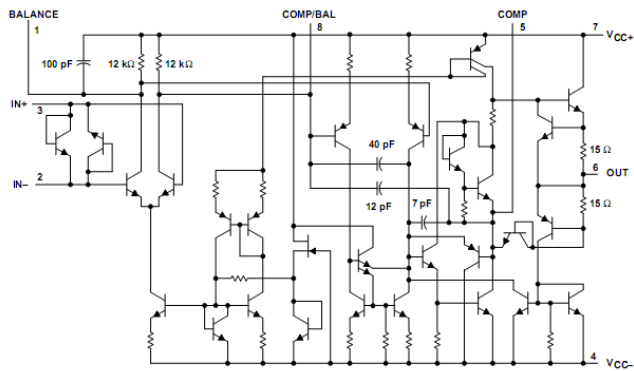 BALANCE
COMP/BAL
COMP
1
8
5
7
VCC+
100 pF
12 kΩ
12 kΩ
IN+
3
40 pF
15 Ω
2
IN−
6
OUT
12 pF
7 pF
15 Ω
4
VCC−